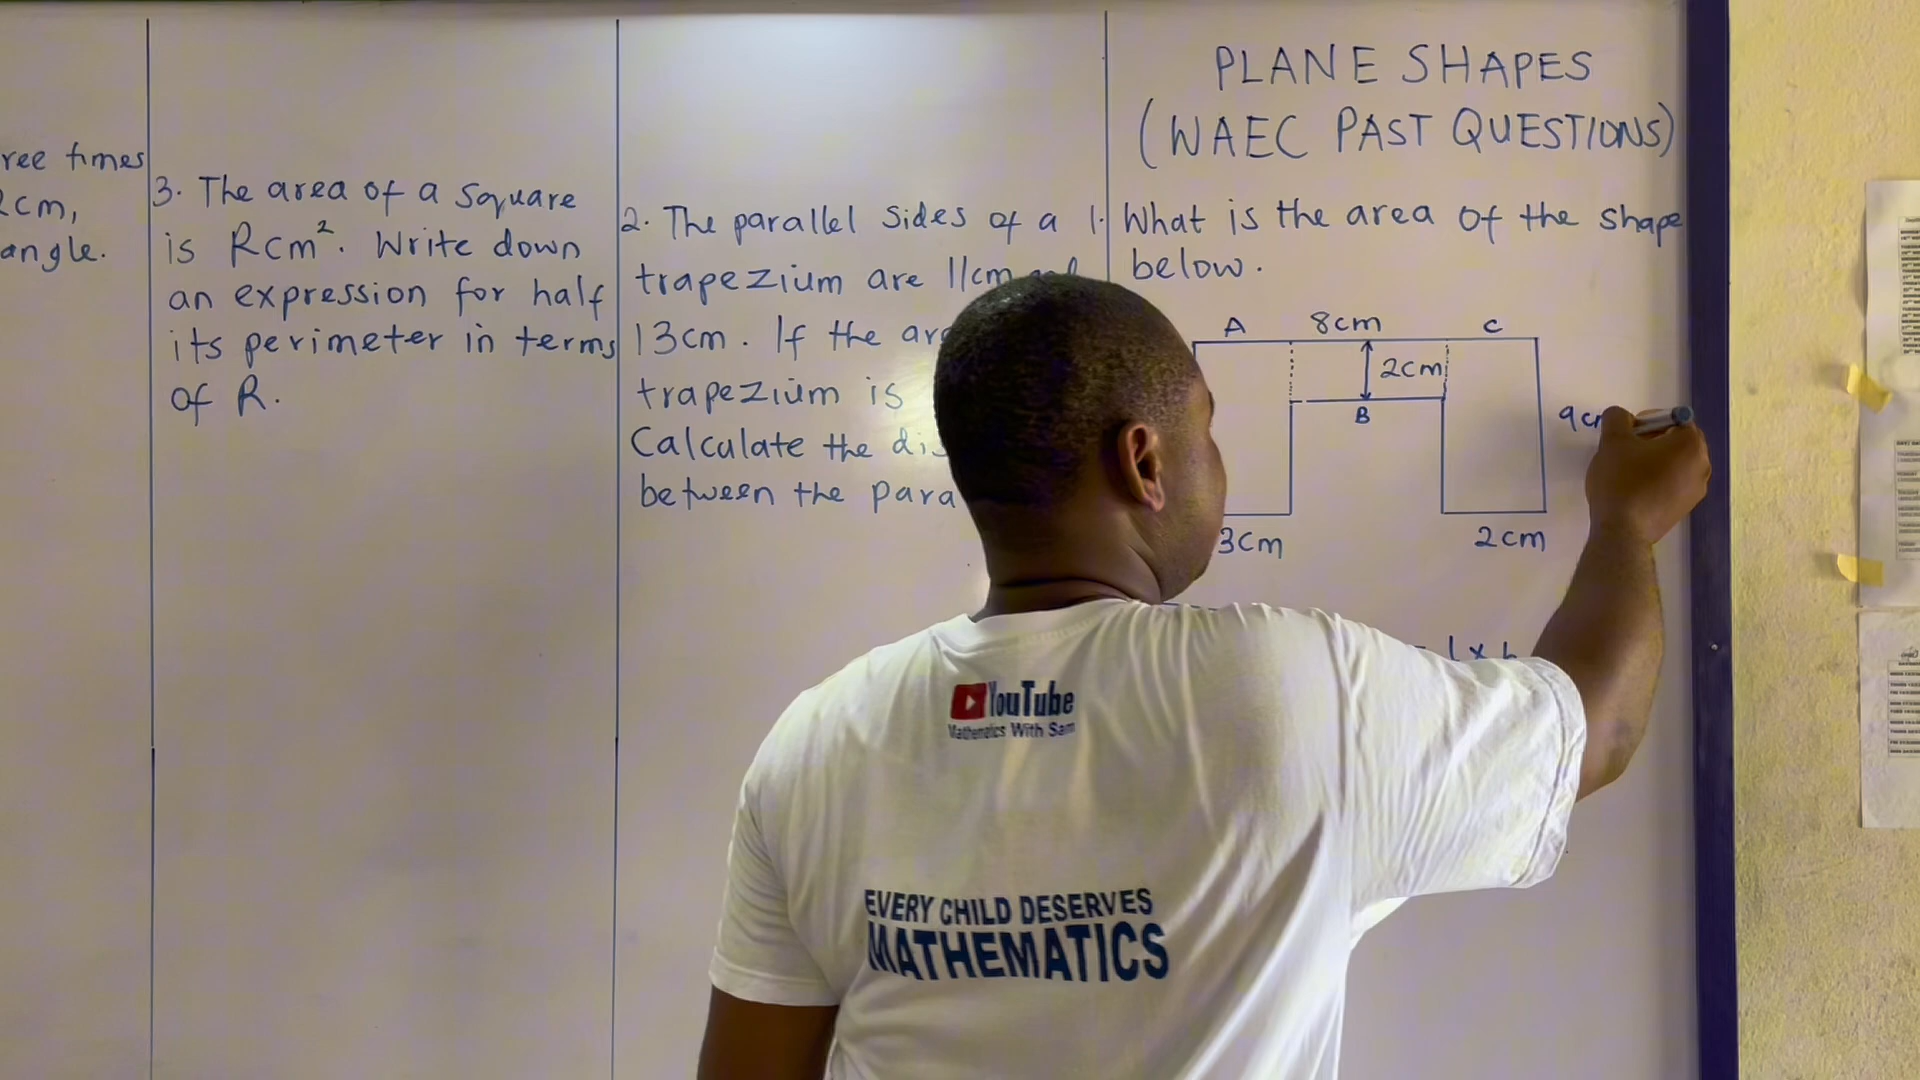 ree times
2cm,
angle.
3. The area of a square
is Rcm². Write down
an expression for half
its perimeter in terms
of R.
2. The parallel sides of a
trapezium are 11cm
13cm. If the
trapezium is
Calculate the
between the
PLANE SHAPES
(WAEC PAST QUESTIONS)
1. What is the area of the shape
below.
A 8cm C
2cm
B
9c
3cm 2cm
YouTube
Mathematics With Sam
EVERY CHILD DESERVES
MATHEMATICS